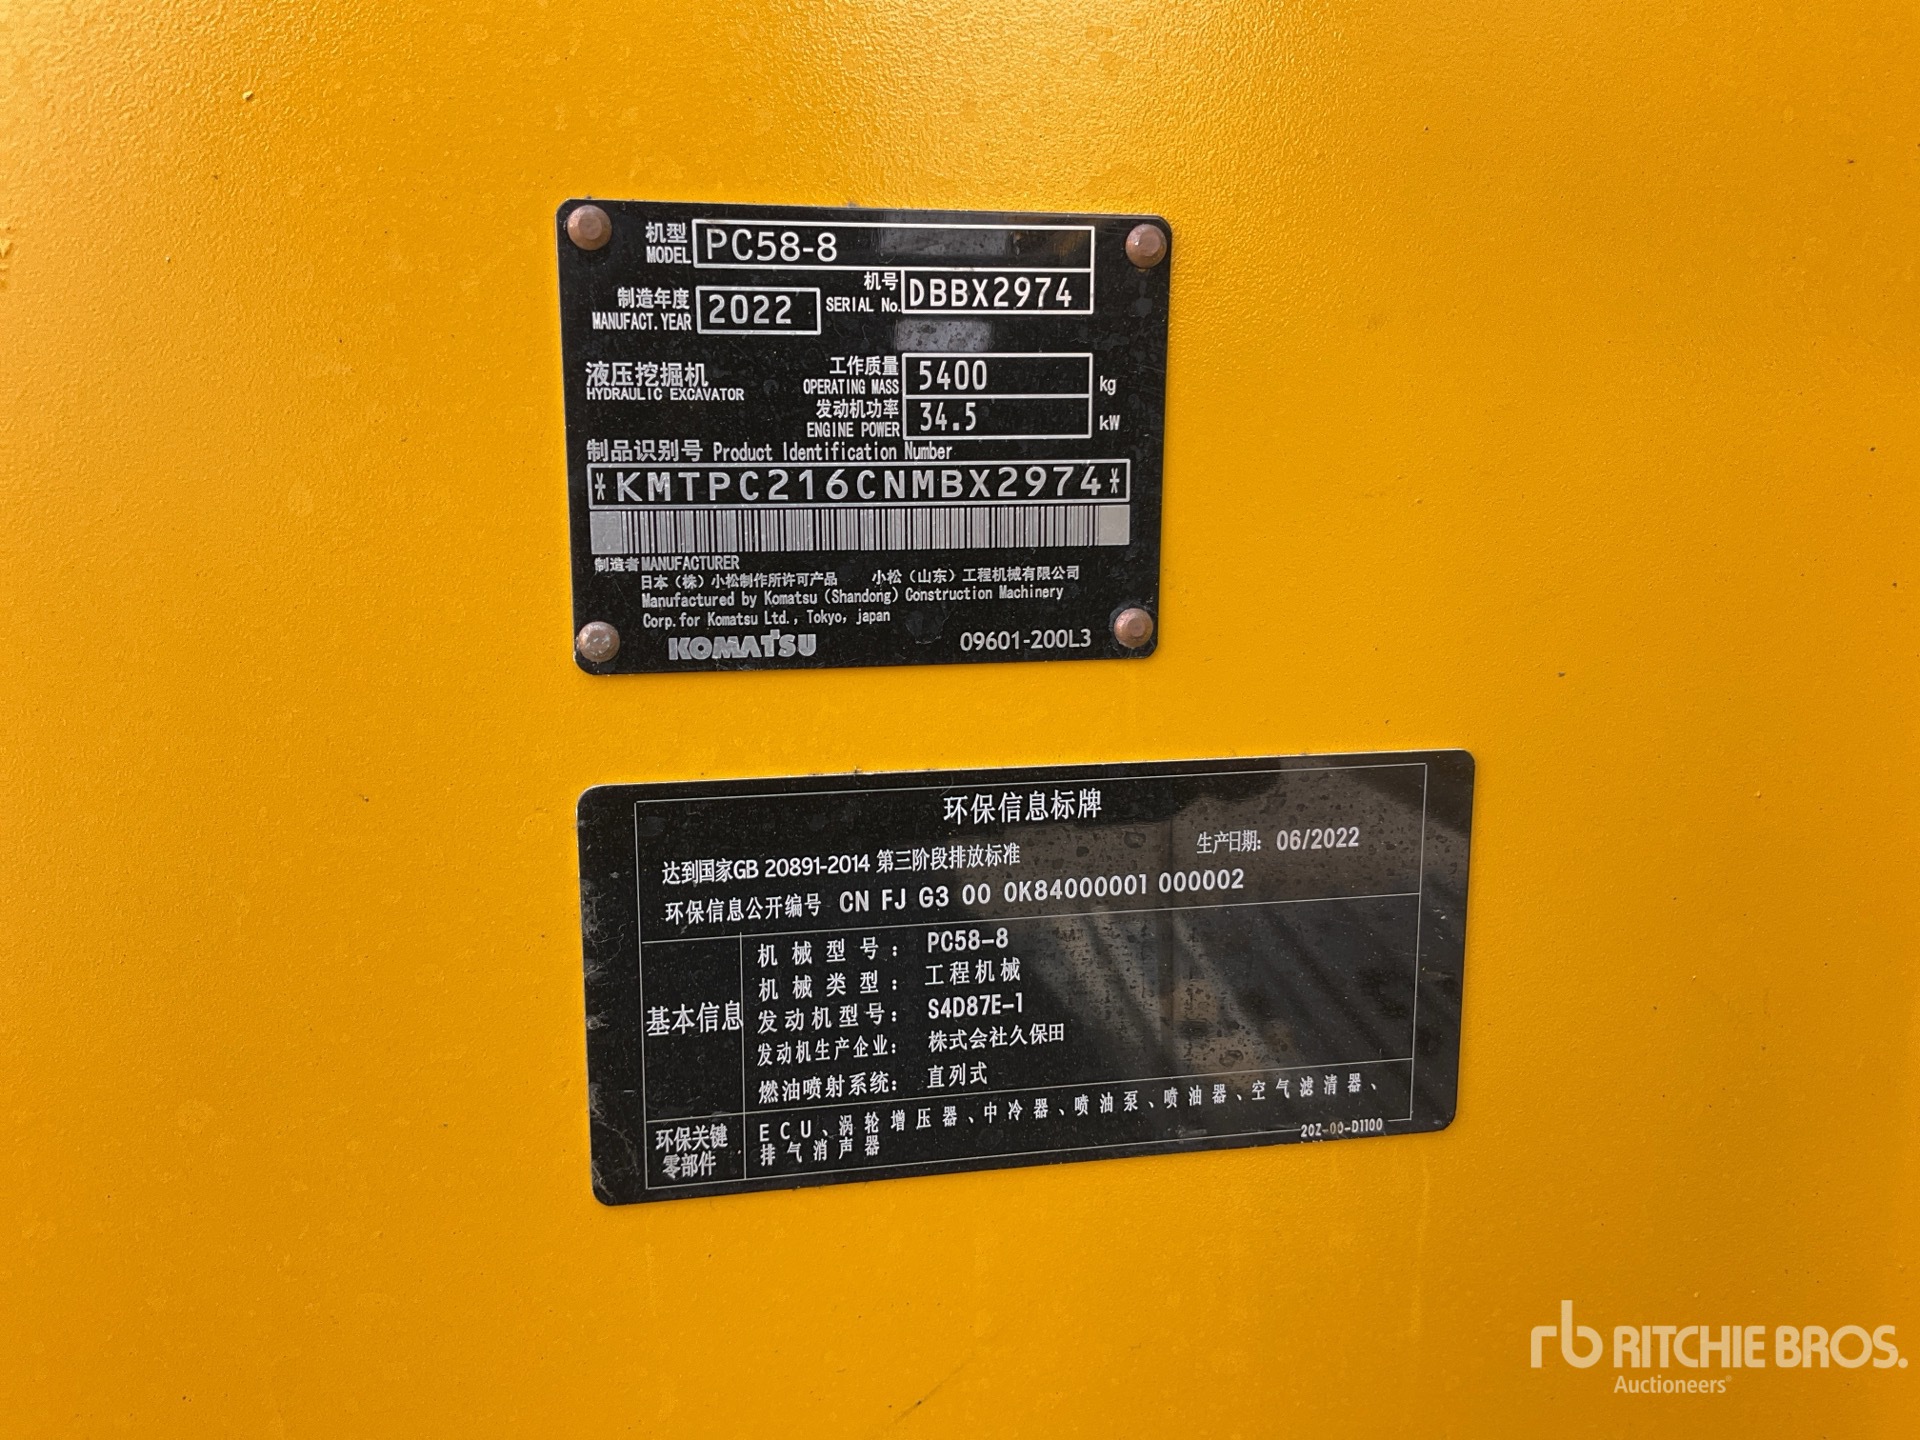 机型 MODEL PC58-8
机号 SERIAL No. DBBX2974
制造年度 MANUFACT. YEAR 2022
液压挖掘机
HYDRAULIC EXCAVATOR
工作质量 OPERATING MASS 5400 kg
发动机功率 ENGINE POWER 34.5 kW
制品识别号 Product Identification Number
*KMTPC216CNMBX2974*
制造者 MANUFACTURER
日本（株）小松制作所许可产品 小松（山东）工程机械有限公司
Manufactured by Komatsu (Shandong) Construction Machinery
Corp. for Komatsu Ltd., Tokyo, japan
KOMATSU 09601-200L3
环保信息标牌
达到国家GB 20891-2014 第三阶段排放标准 生产日期: 06/2022
环保信息公开编号 CN FJ G3 00 0K84000001 000002
基本信息
机械型号： PC58-8
机械类型： 工程机械
发动机型号： S4D87E-1
发动机生产企业： 株式会社久保田
燃油喷射系统： 直列式
环保关键
零部件
ECU、涡轮增压器、中冷器、喷油泵、喷油器、空气滤清器、
排气消声器
20Z-00-D1100
rb RITCHIE BROS.
Auctioneers